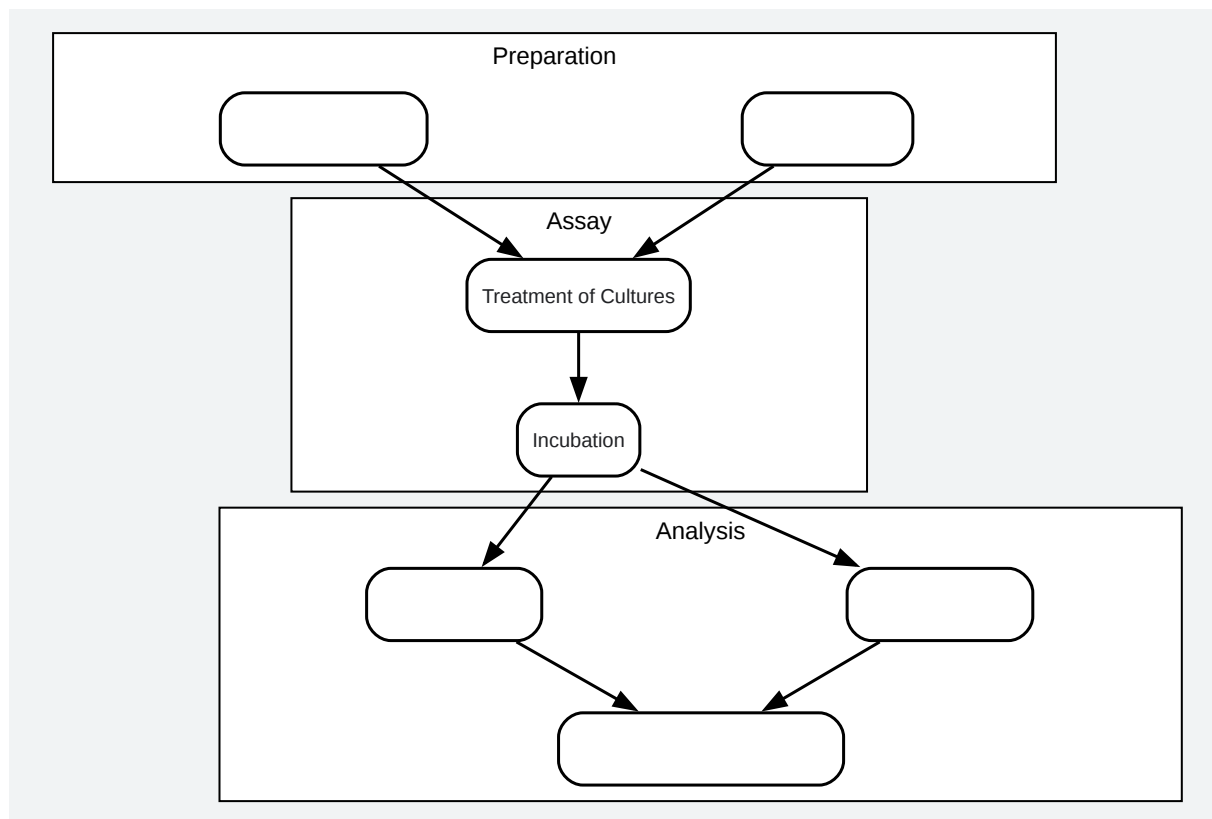 Preparation
Assay
Treatment of Cultures
Incubation
Analysis